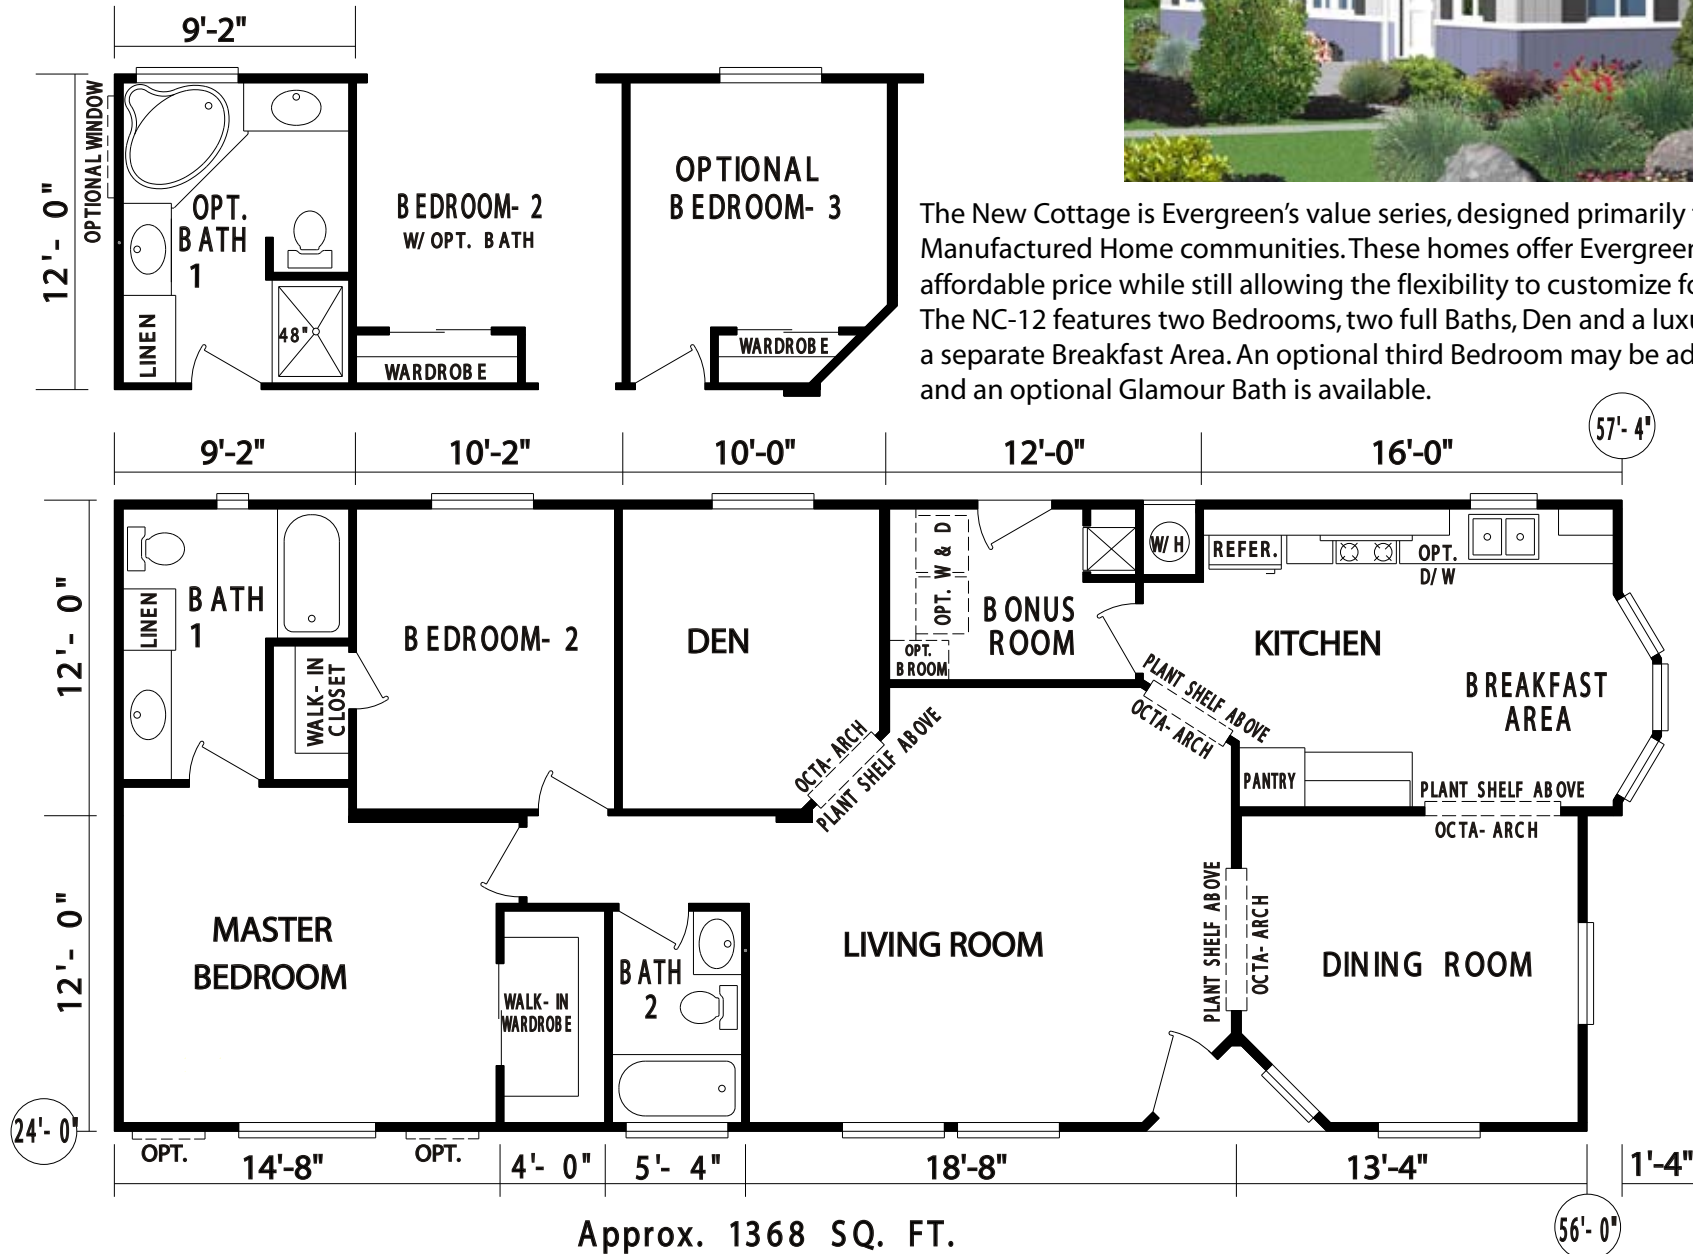 9'-2"
12'- 0"
OPTIONAL WINDOW
OPT.
BATH
1
LINEN
48"
BEDROOM- 2
W/ OPT. BATH
WARDROBE
OPTIONAL
BEDROOM- 3
WARDROBE
The New Cottage is Evergreen's value series, designed primarily
Manufactured Home communities. These homes offer Evergreen
affordable price while still allowing the flexibility to customize
The NC-12 features two Bedrooms, two full Baths, Den and a
a separate Breakfast Area. An optional third Bedroom may be
and an optional Glamour Bath is available.
57'- 4"
9'-2"
10'-2"
10'-0"
12'-0"
16'-0"
12'- 0"
BATH
1
LINEN
WALK- IN
CLOSET
BEDROOM- 2
DEN
OCTA- ARCH
PLANT SHELF ABOVE
OPT. W & D
OPT.
BROOM
BONUS
ROOM
W/H
REFER.
OPT.
D/W
KITCHEN
BREAKFAST
AREA
PLANT SHELF ABOVE
OCTA- ARCH
PANTRY
PLANT SHELF ABOVE
OCTA- ARCH
12'- 0"
MASTER
BEDROOM
WALK- IN
WARDROBE
BATH
2
LIVING ROOM
PLANT SHELF ABOVE
OCTA- ARCH
DINING ROOM
24'- 0"
OPT.
OPT.
14'-8"
4'- 0"
5'- 4"
18'-8"
13'-4"
1'-4"
56'- 0"
Approx. 1368 SQ. FT.